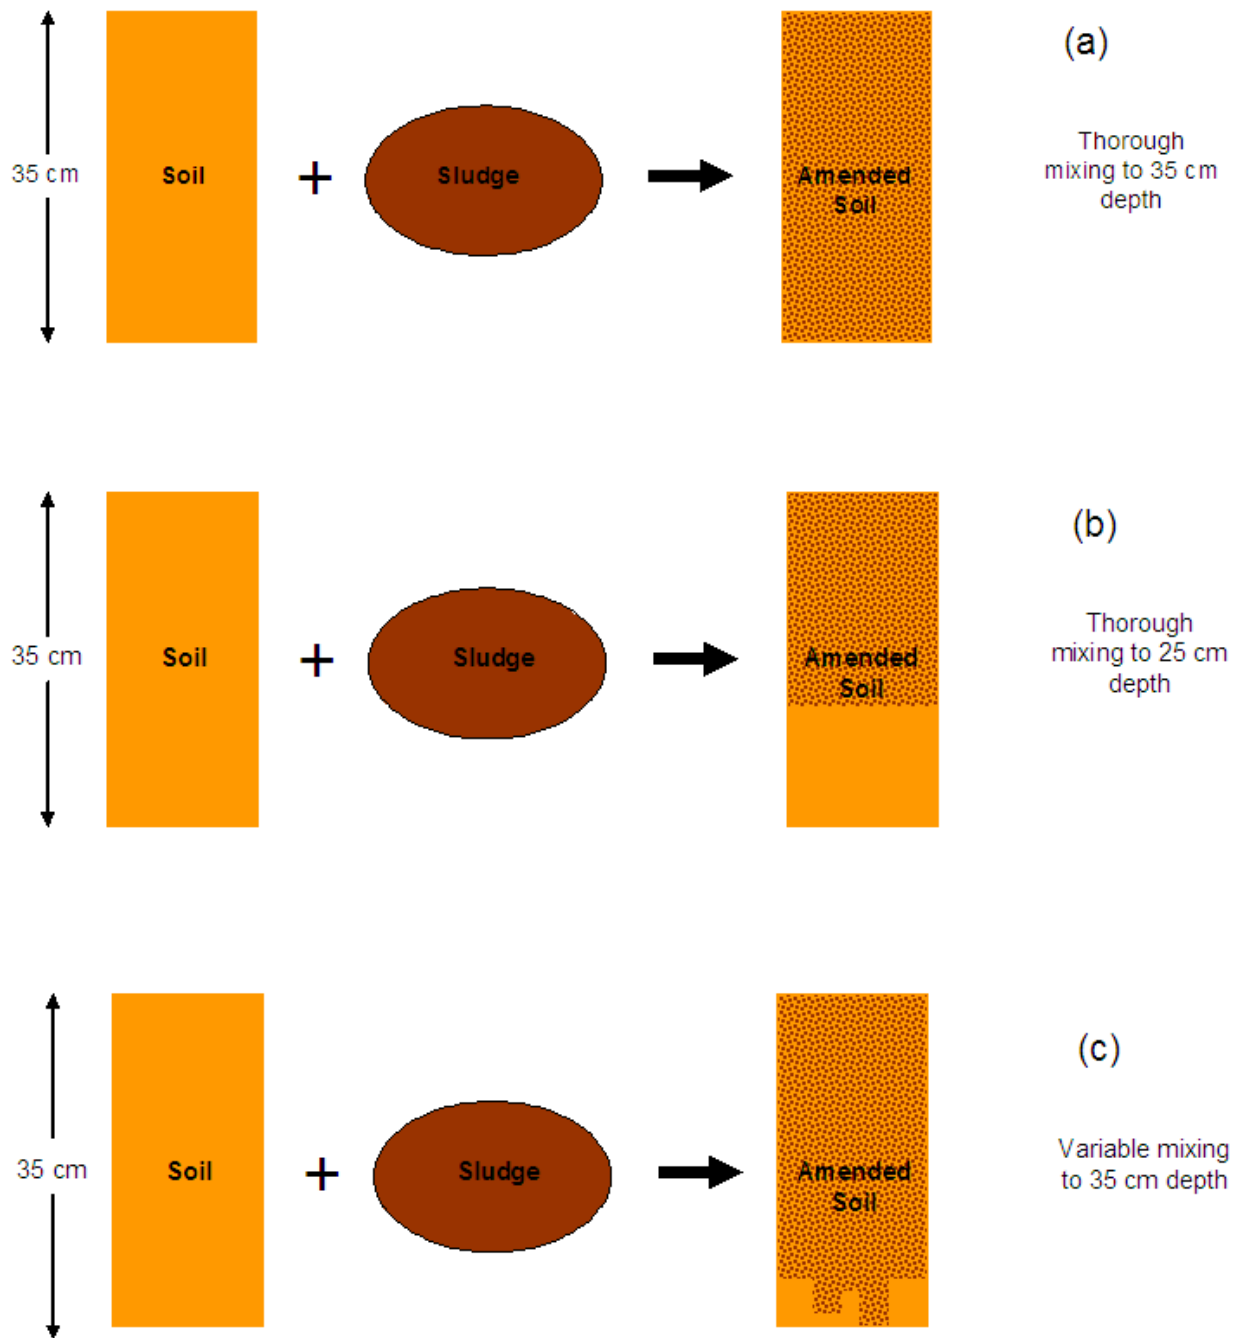 (a)
35 cm
Soil
+
Sludge
Amended
Soil
Thorough
mixing to 35 cm
depth
(b)
35 cm
Soil
+
Sludge
Amended
Soil
Thorough
mixing to 25 cm
depth
(c)
35 cm
Soil
+
Sludge
Amended
Soil
Variable mixing
to 35 cm depth